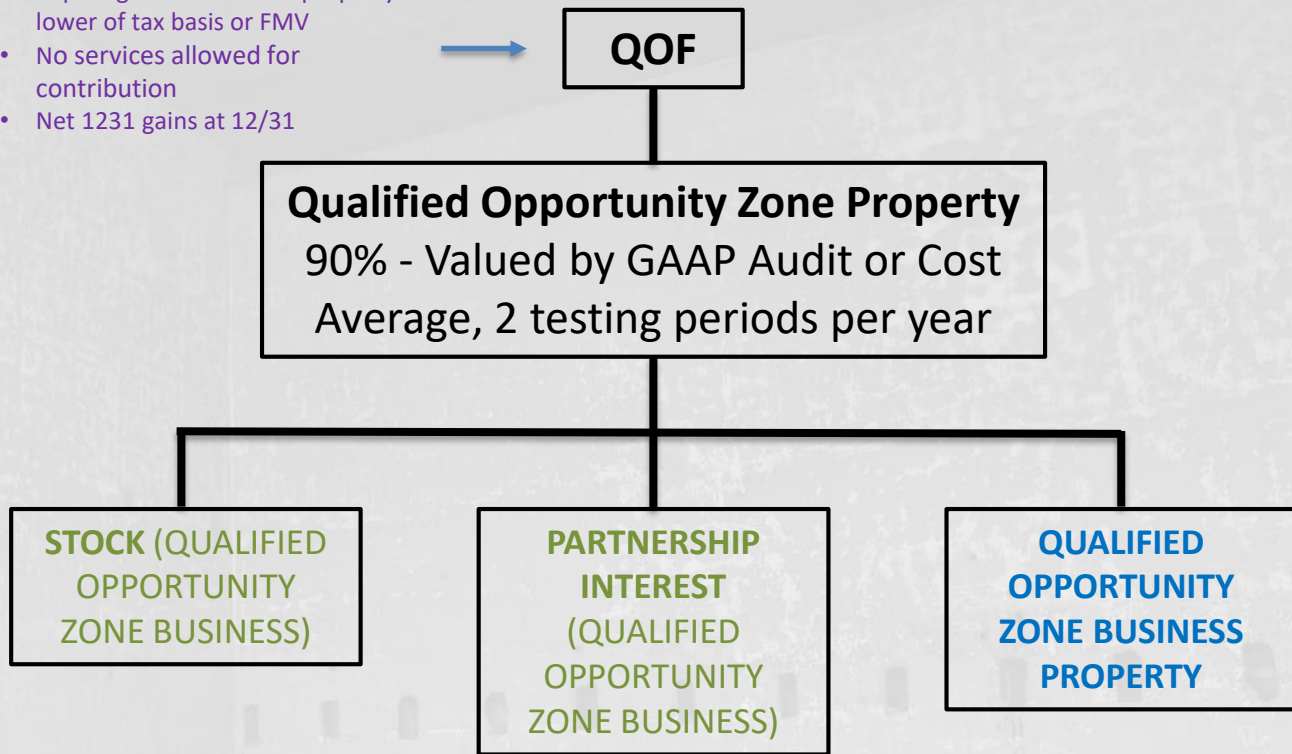 lower of tax basis or FMV
• No services allowed for
contribution
• Net 1231 gains at 12/31
QOF
Qualified Opportunity Zone Property
90% - Valued by GAAP Audit or Cost
Average, 2 testing periods per year
STOCK (QUALIFIED
OPPORTUNITY
ZONE BUSINESS)
PARTNERSHIP
INTEREST
(QUALIFIED
OPPORTUNITY
ZONE BUSINESS)
QUALIFIED
OPPORTUNITY
ZONE BUSINESS
PROPERTY